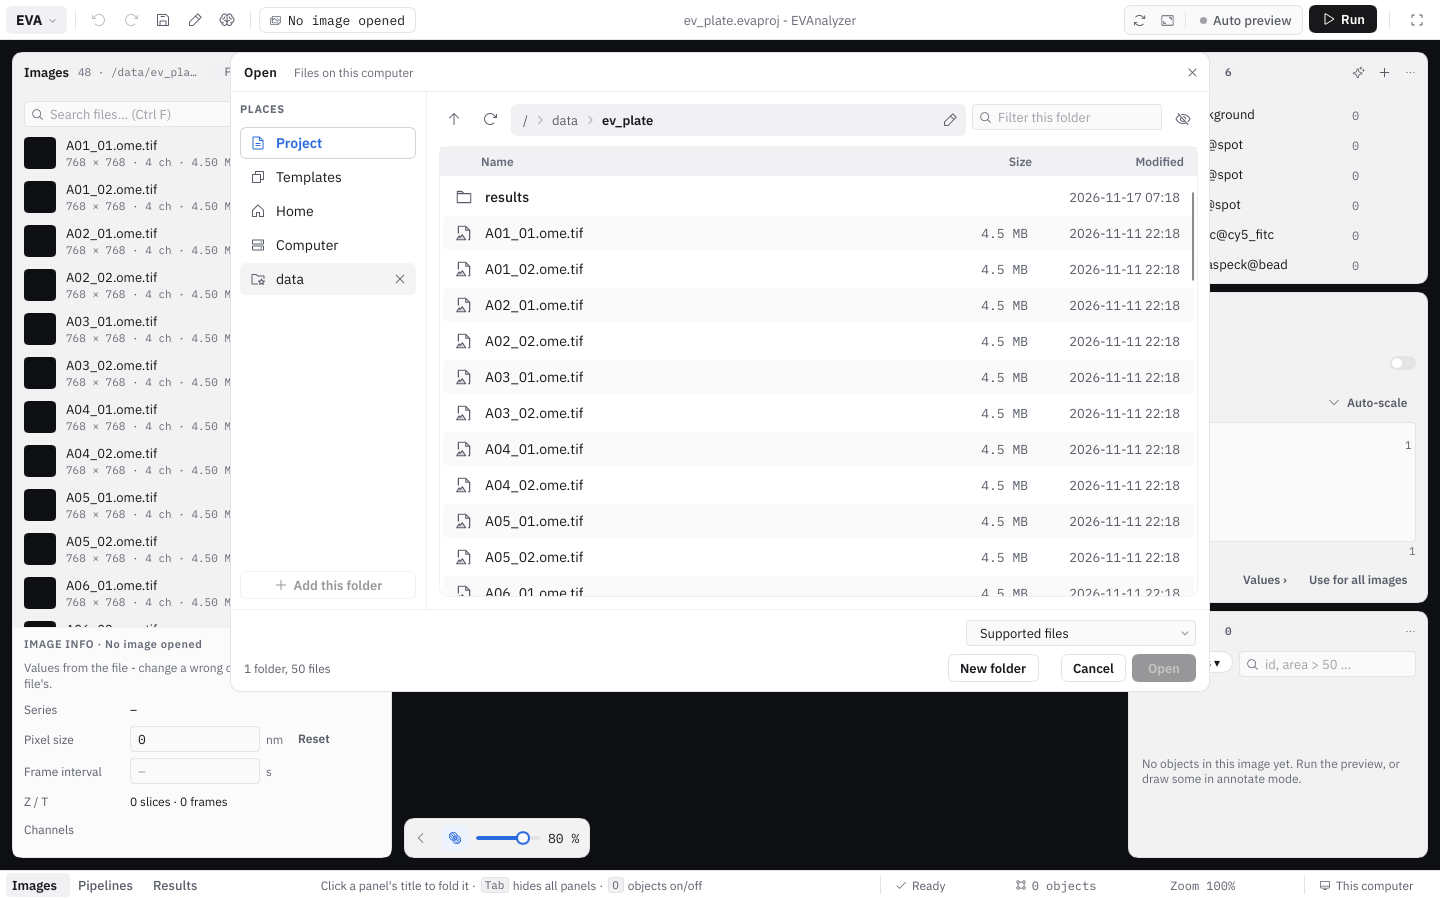 EVA
No image opened
ev_plate.evaproj - EVAnalyzer
Auto preview
Run
Images 48 · /data/ev_pla…
Search files... (Ctrl F)
A01_01.ome.tif
768 × 768 · 4 ch · 4.50 M
A01_02.ome.tif
768 × 768 · 4 ch · 4.50 M
A02_01.ome.tif
768 × 768 · 4 ch · 4.50 M
A02_02.ome.tif
768 × 768 · 4 ch · 4.50 M
A03_01.ome.tif
768 × 768 · 4 ch · 4.50 M
A03_02.ome.tif
768 × 768 · 4 ch · 4.50 M
A04_01.ome.tif
768 × 768 · 4 ch · 4.50 M
A04_02.ome.tif
768 × 768 · 4 ch · 4.50 M
A05_01.ome.tif
768 × 768 · 4 ch · 4.50 M
A05_02.ome.tif
768 × 768 · 4 ch · 4.50 M
A06_01.ome.tif
768 × 768 · 4 ch · 4.50 M
IMAGE INFO · No image opened
Values from the file - change a wrong
file's.
Series –
Pixel size 0 nm Reset
Frame interval – s
Z / T 0 slices · 0 frames
Channels
Open Files on this computer
PLACES
Project
Templates
Home
Computer
data
Add this folder
/ data ev_plate
Filter this folder
Name Size Modified
results 2026-11-17 07:18
A01_01.ome.tif 4.5 MB 2026-11-11 22:18
A01_02.ome.tif 4.5 MB 2026-11-11 22:18
A02_01.ome.tif 4.5 MB 2026-11-11 22:18
A02_02.ome.tif 4.5 MB 2026-11-11 22:18
A03_01.ome.tif 4.5 MB 2026-11-11 22:18
A03_02.ome.tif 4.5 MB 2026-11-11 22:18
A04_01.ome.tif 4.5 MB 2026-11-11 22:18
A04_02.ome.tif 4.5 MB 2026-11-11 22:18
A05_01.ome.tif 4.5 MB 2026-11-11 22:18
A05_02.ome.tif 4.5 MB 2026-11-11 22:18
A06_01.ome.tif 4.5 MB 2026-11-11 22:18
Supported files
1 folder, 50 files
New folder
Cancel
Open
6
kground 0
@spot 0
@spot 0
@spot 0
c@cy5_fitc 0
aspeck@bead 0
Auto-scale
1
1
Values ›
Use for all images
0
id, area > 50 ...
No objects in this image yet. Run the preview, or
draw some in annotate mode.
80 %
Images
Pipelines
Results
Click a panel's title to fold it · Tab hides all panels · O objects on/off
Ready
0 objects
Zoom 100%
This computer